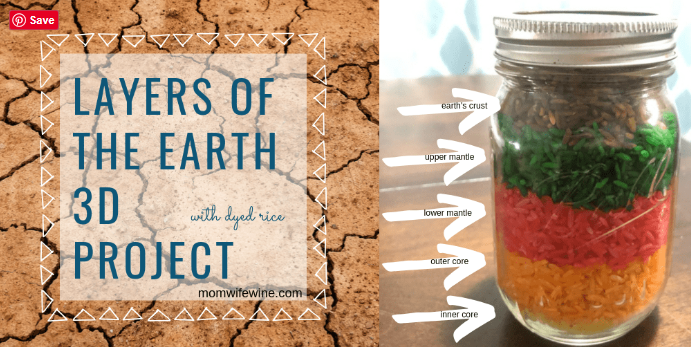 Save
LAYERS OF
THE EARTH
3D
with dyed rice
PROJECT
momwifewine.com
earth's crust
upper mantle
lower mantle
outer core
inner core